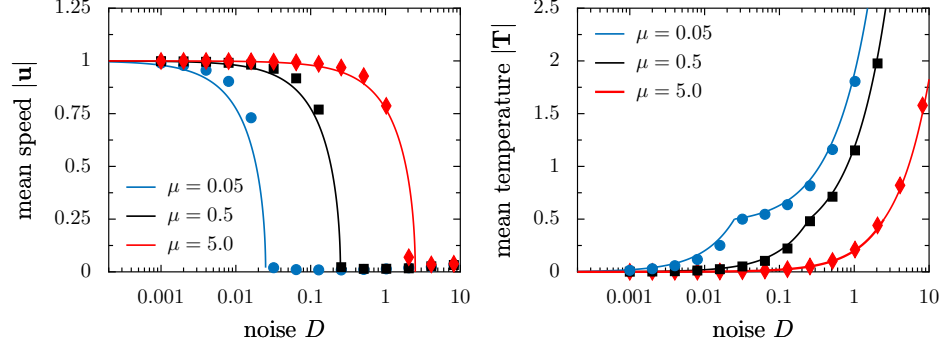 mean speed |u|
1.25
1
0.75
0.5
0.25
0
μ = 0.05
μ = 0.5
μ = 5.0
0.001
0.01
0.1
1
10
noise D
mean temperature |T|
2.5
2
1.5
1
0.5
0
μ = 0.05
μ = 0.5
μ = 5.0
0.001
0.01
0.1
1
10
noise D